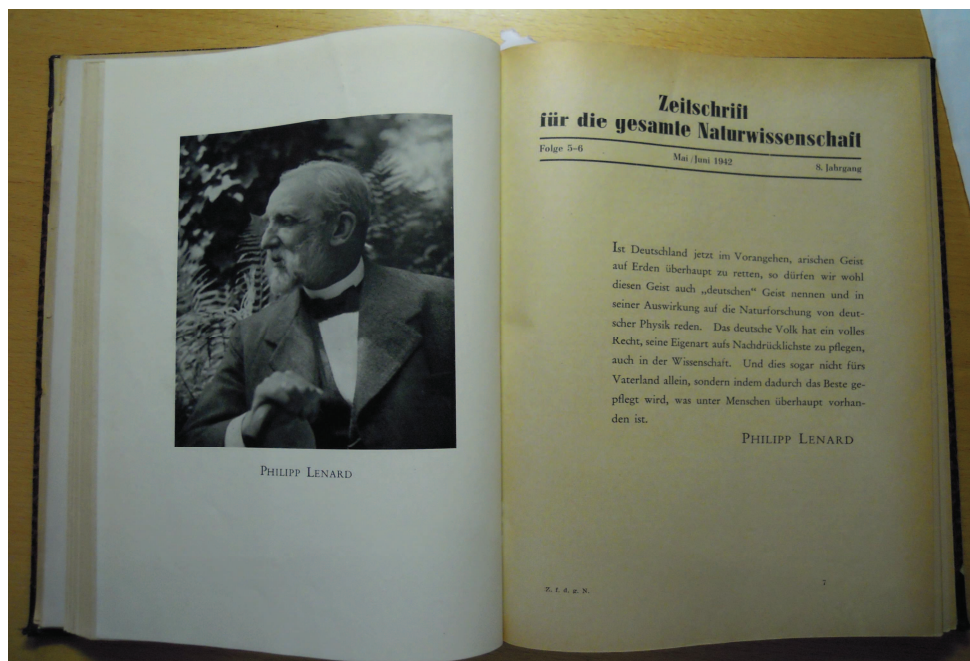 PHILIPP LENARD
Zeitschrift
für die gesamte Naturwissenschaft
Folge 5-6 Mai/Juni 1942 8. Jahrgang
Ist Deutschland jetzt im Vorangehen, arischen Geist
auf Erden überhaupt zu retten, so dürfen wir wohl
diesen Geist auch „deutschen“ Geist nennen und in
seiner Auswirkung auf die Naturforschung von deut-
scher Physik reden. Das deutsche Volk hat ein volles
Recht, seine Eigenart aufs Nachdrücklichste zu pflegen,
auch in der Wissenschaft. Und dies sogar nicht fürs
Vaterland allein, sondern indem dadurch das Beste ge-
pflegt wird, was unter Menschen überhaupt vorhan-
den ist.
PHILIPP LENARD
Z. f. d. g. N. 7